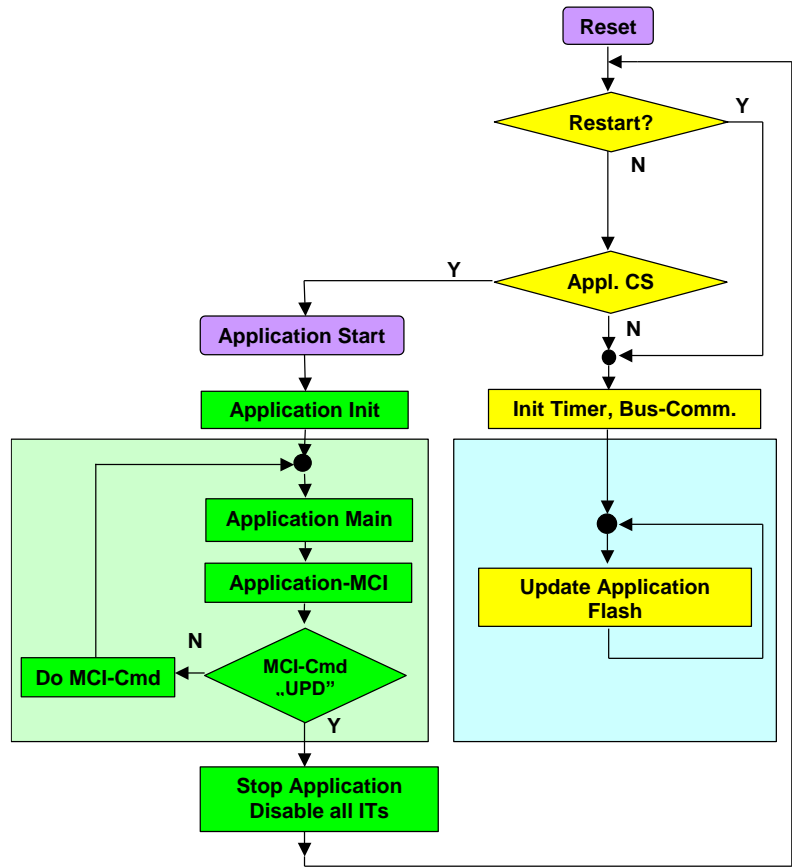 Reset
Restart?
Y
N
Appl. CS
Y
N
Application Start
Application Init
Init Timer, Bus-Comm.
Application Main
Application-MCI
Update Application
Flash
MCI-Cmd
„UPD”
N
Do MCI-Cmd
Y
Stop Application
Disable all ITs